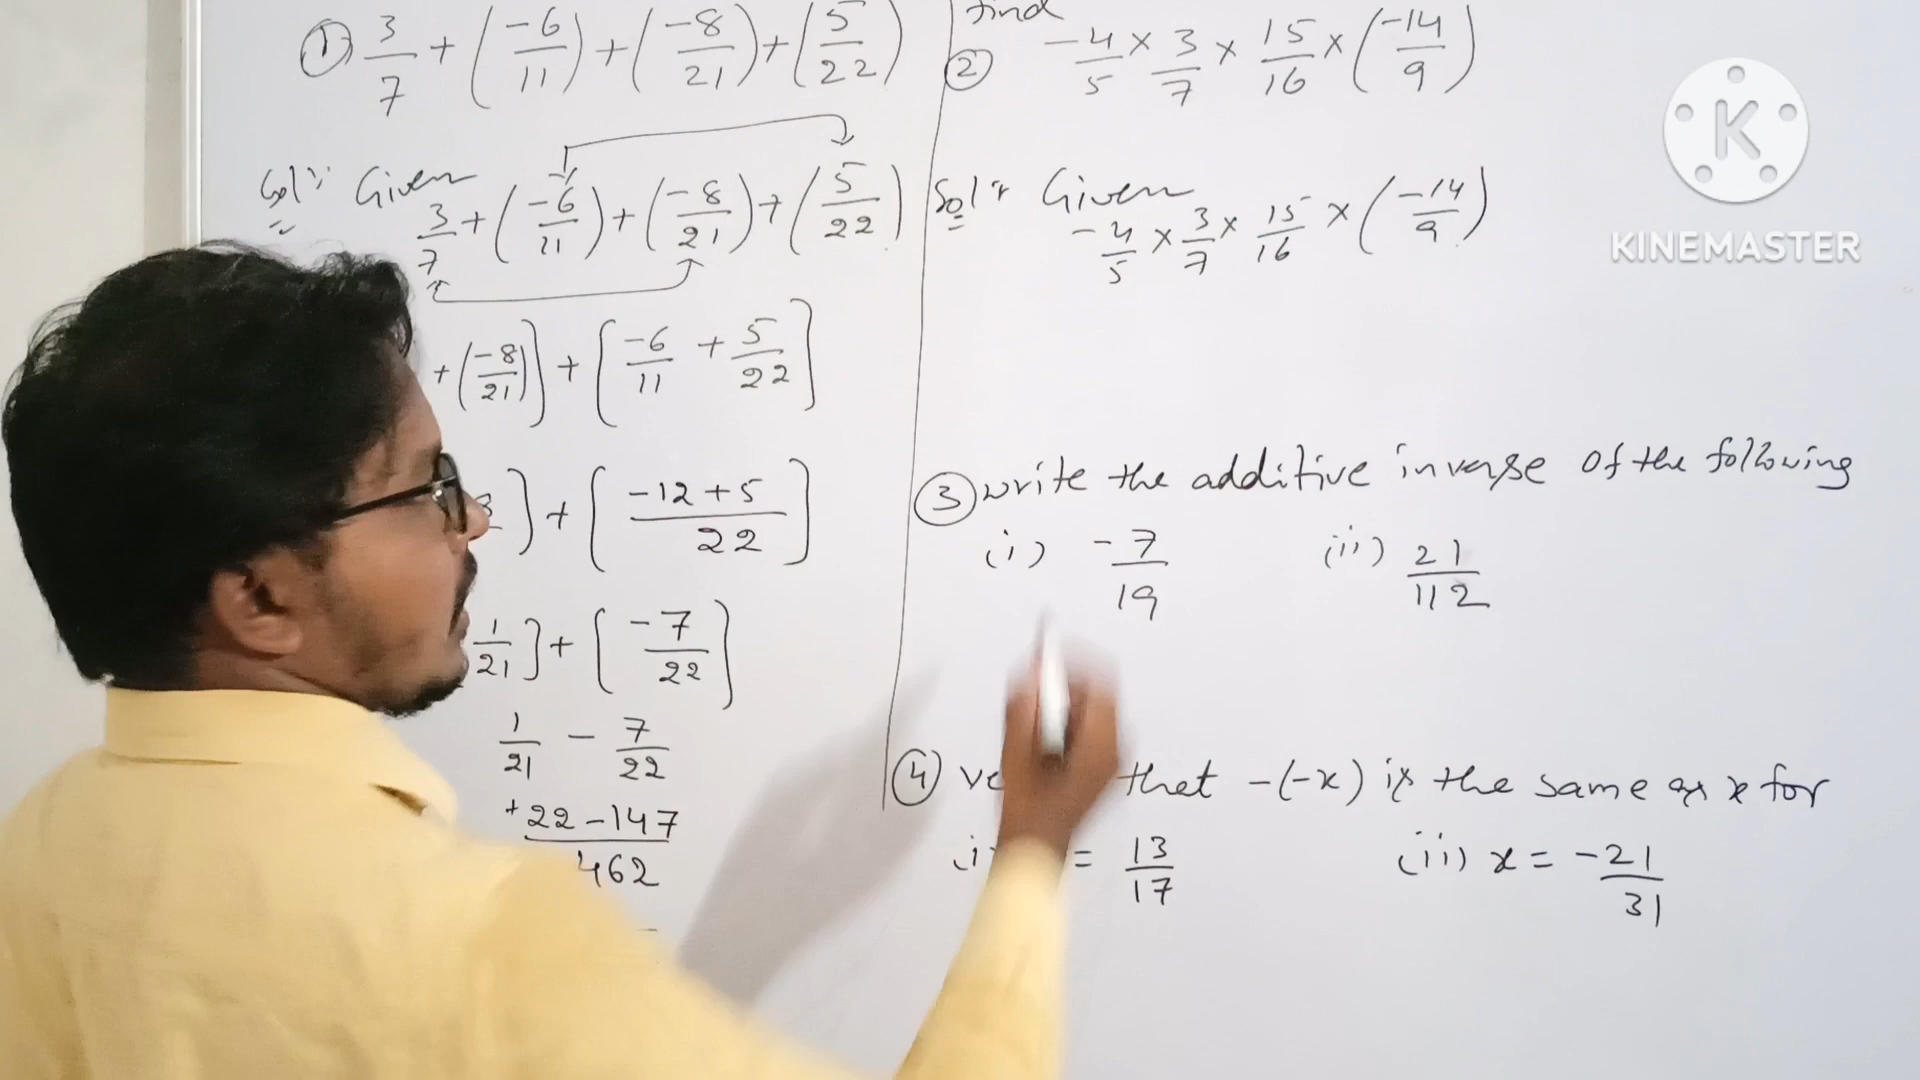 ① 3/7 + (-6/11) + (-8/21) + (5/22)
Sol: Given
3/7 + (-6/11) + (-8/21) + (5/22)
+ (-8/21)] + [-6/11 + 5/22]
] + [-12+5/22]
1/21] + [-7/22]
1/21 - 7/22
+22-147
462
find
② -4/5 × 3/7 × 15/16 × (-14/9)
Sol: Given
-4/5 × 3/7 × 15/16 × (-14/9)
③ write the additive inverse of the following
(i) -7/19 (ii) 21/112
④ that -(-x) is the same as x for
= 13/17 (ii) x = -21/31
K
KINEMASTER